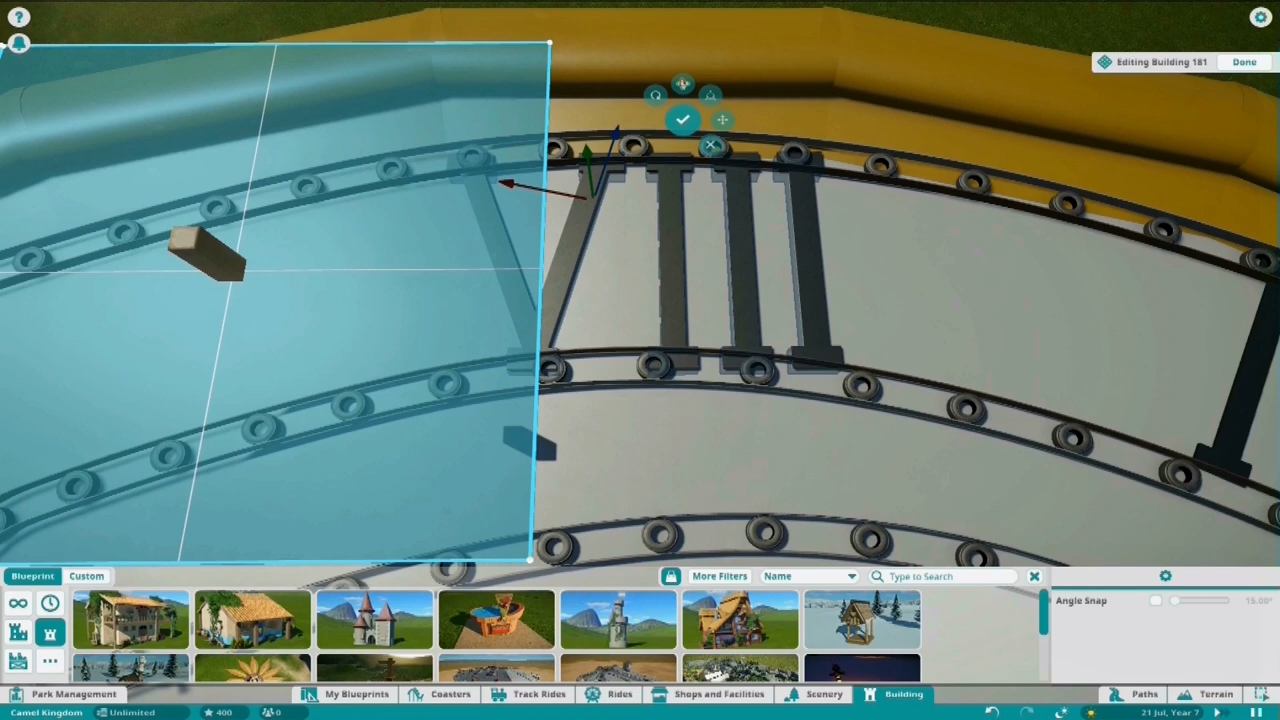 ?
Editing Building 181 Done
Blueprint Custom More Filters Name Type to Search
Angle Snap 15.00°
Park Management My Blueprints Coasters Track Rides Rides Shops and Facilities Scenery Building Paths Terrain
Camel Kingdom Unlimited 400 0 21 Jul, Year 7